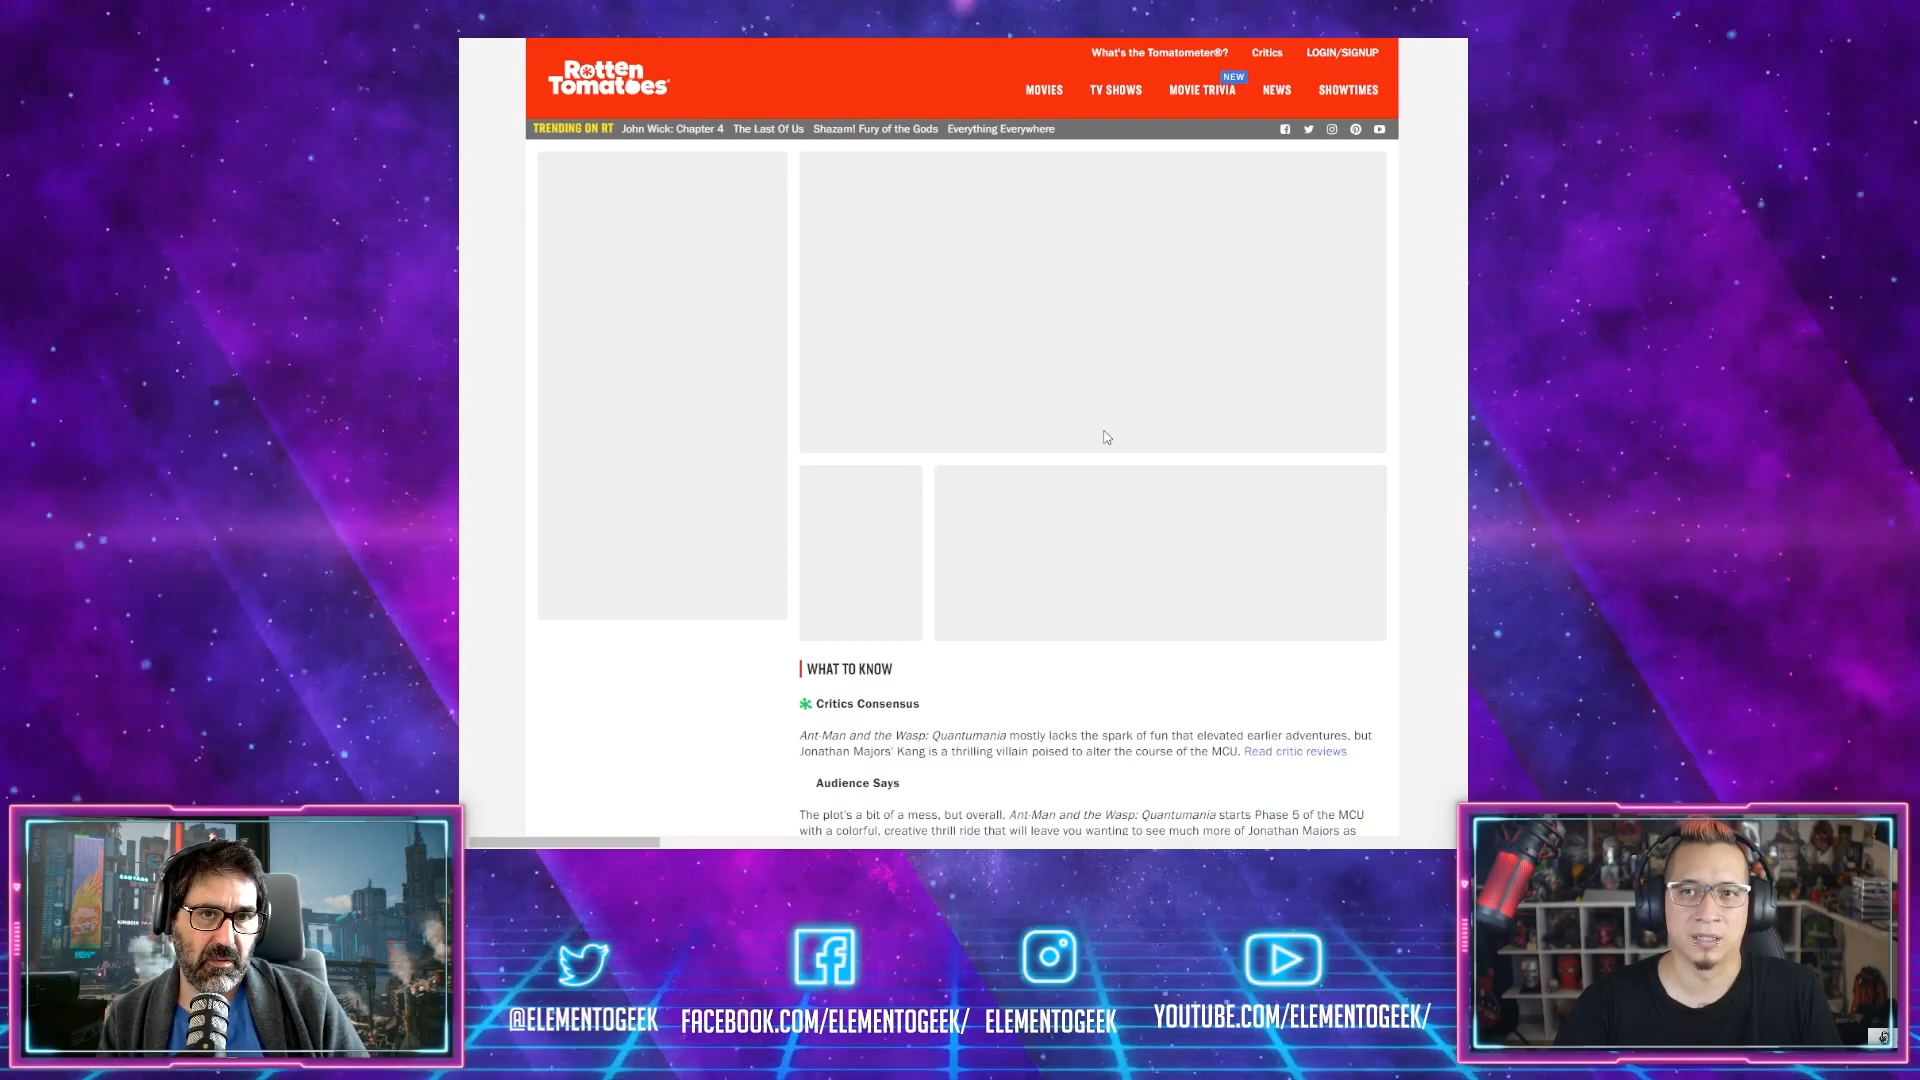 What's the Tomatometer®?
Critics
LOGIN/SIGNUP
Rotten
Tomatoes
NEW
MOVIES
TV SHOWS
MOVIE TRIVIA
NEWS
SHOWTIMES
TRENDING ON RT
John Wick: Chapter 4
The Last Of Us
Shazam! Fury of the Gods
Everything Everywhere
WHAT TO KNOW
Critics Consensus
Ant-Man and the Wasp: Quantumania mostly lacks the spark of fun that elevated earlier adventures, but
Jonathan Majors' Kang is a thrilling villain poised to alter the course of the MCU. Read critic reviews
Audience Says
The plot's a bit of a mess, but overall, Ant-Man and the Wasp: Quantumania starts Phase 5 of the MCU
with a colorful, creative thrill ride that will leave you wanting to see much more of Jonathan Majors as
@ELEMENTOGEEK
FACEBOOK.COM/ELEMENTOGEEK/
ELEMENTOGEEK
YOUTUBE.COM/ELEMENTOGEEK/